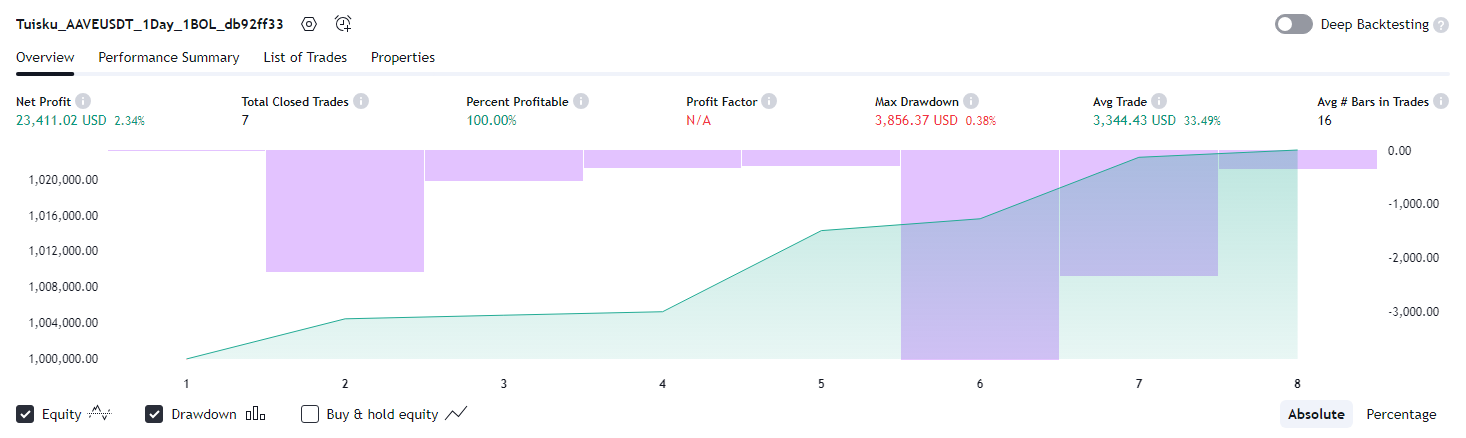 Tuisku_AAVEUSDT_1Day_1BOL_db92ff33
Deep Backtesting ?
Overview Performance Summary List of Trades Properties
Net Profit Total Closed Trades Percent Profitable Profit Factor Max Drawdown Avg Trade Avg # Bars in Trades
23,411.02 USD 2.34% 7 100.00% N/A 3,856.37 USD 0.38% 3,344.43 USD 33.49% 16
0.00
1,020,000.00
-1,000.00
1,016,000.00
1,012,000.00
-2,000.00
1,008,000.00
-3,000.00
1,004,000.00
1,000,000.00
1 2 3 4 5 6 7 8
Equity Drawdown Buy & hold equity Absolute Percentage